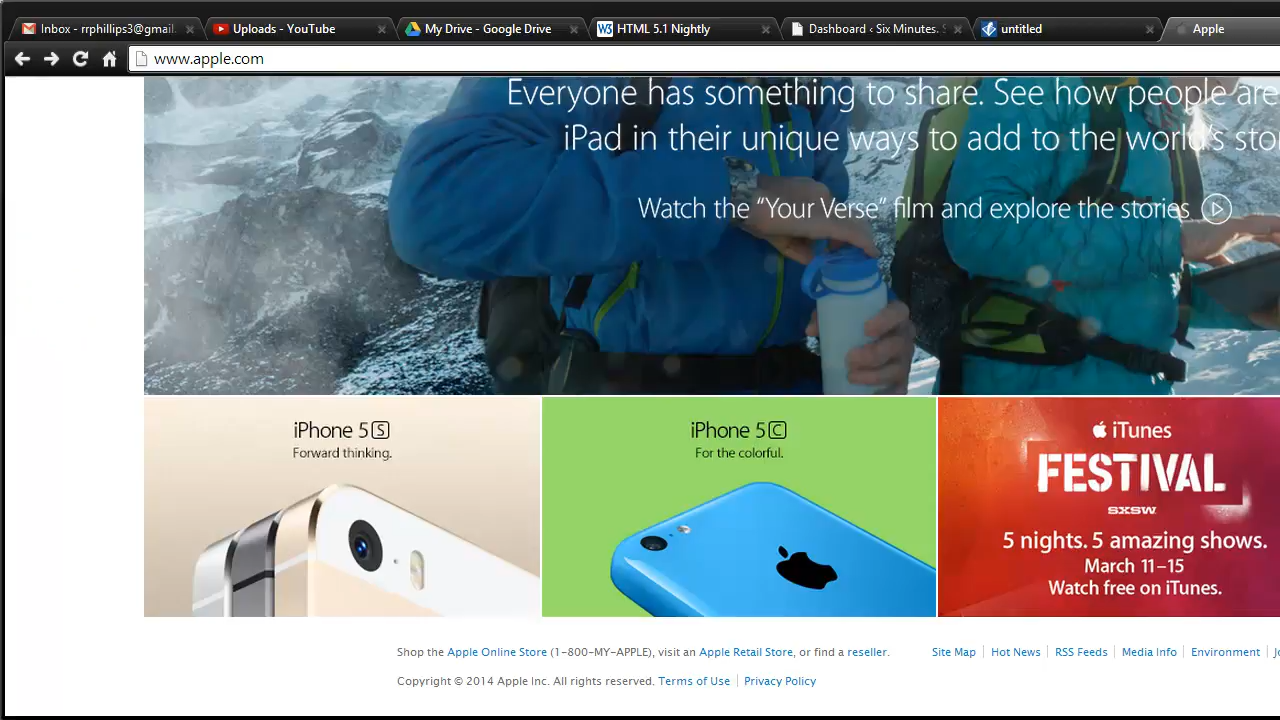 Inbox - rrphillips3@gmail.
Uploads - YouTube
My Drive - Google Drive
W3
HTML 5.1 Nightly
Dashboard ‹ Six Minutes. S
untitled
Apple
www.apple.com
Everyone has something to share. See how people are
iPad in their unique ways to add to the world's sto
Watch the “Your Verse” film and explore the stories
iPhone 5S
Forward thinking.
iPhone 5C
For the colorful.
iTunes
FESTIVAL
SXSW
5 nights. 5 amazing shows.
March 11–15
Watch free on iTunes.
Shop the Apple Online Store (1-800-MY-APPLE), visit an Apple Retail Store, or find a reseller.
Site Map | Hot News | RSS Feeds | Media Info | Environment |
Copyright © 2014 Apple Inc. All rights reserved. Terms of Use | Privacy Policy